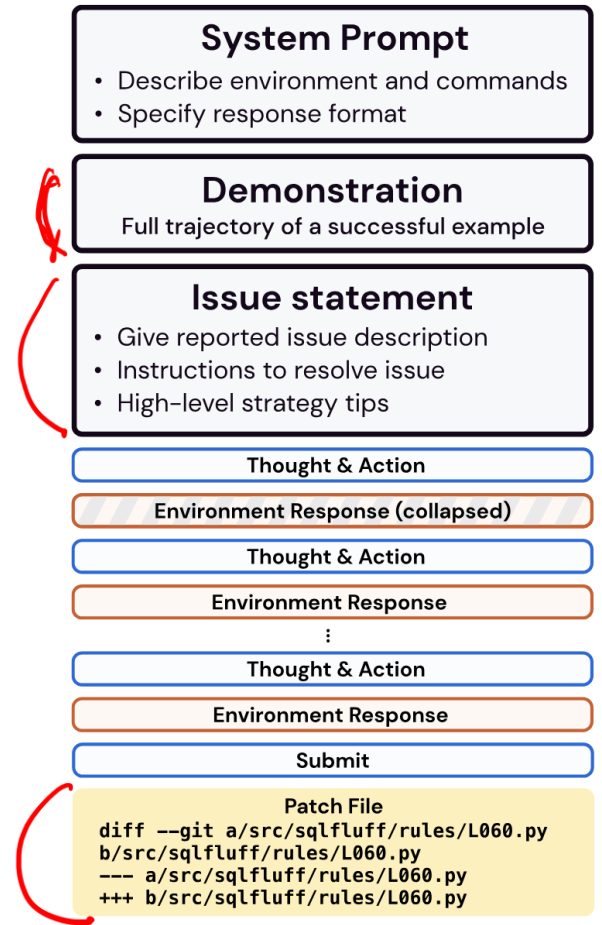 System Prompt
• Describe environment and commands
• Specify response format
Demonstration
Full trajectory of a successful example
Issue statement
• Give reported issue description
• Instructions to resolve issue
• High-level strategy tips
Thought & Action
Environment Response (collapsed)
Thought & Action
Environment Response
⋮
Thought & Action
Environment Response
Submit
Patch File
diff --git a/src/sqlfluff/rules/L060.py
b/src/sqlfluff/rules/L060.py
--- a/src/sqlfluff/rules/L060.py
+++ b/src/sqlfluff/rules/L060.py